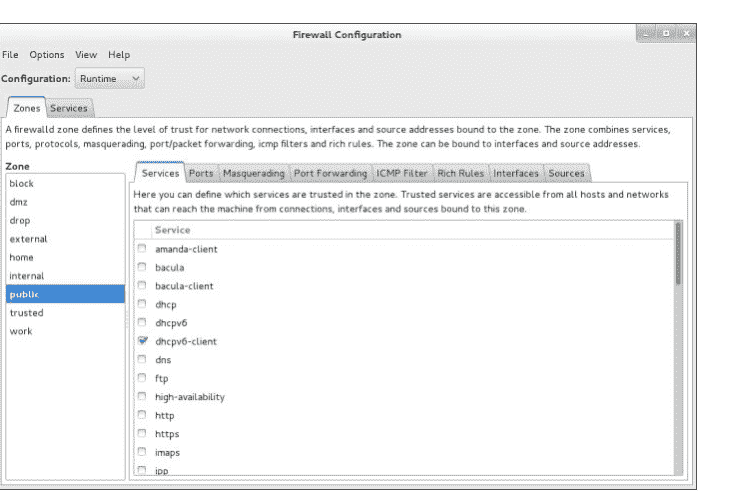 Firewall Configuration
File Options View Help
Configuration: Runtime
Zones Services
A firewalld zone defines the level of trust for network connections, interfaces and source addresses bound to the zone. The zone combines services,
ports, protocols, masquerading, port/packet forwarding, icmp filters and rich rules. The zone can be bound to interfaces and source addresses.
Zone
block
dmz
drop
external
home
internal
public
trusted
work
Services Ports Masquerading Port Forwarding ICMP Filter Rich Rules Interfaces Sources
Here you can define which services are trusted in the zone. Trusted services are accessible from all hosts and networks
that can reach the machine from connections, interfaces and sources bound to this zone.
Service
amanda-client
bacula
bacula-client
dhcp
dhcpv6
dhcpv6-client
dns
ftp
high-availability
http
https
imaps
ipp